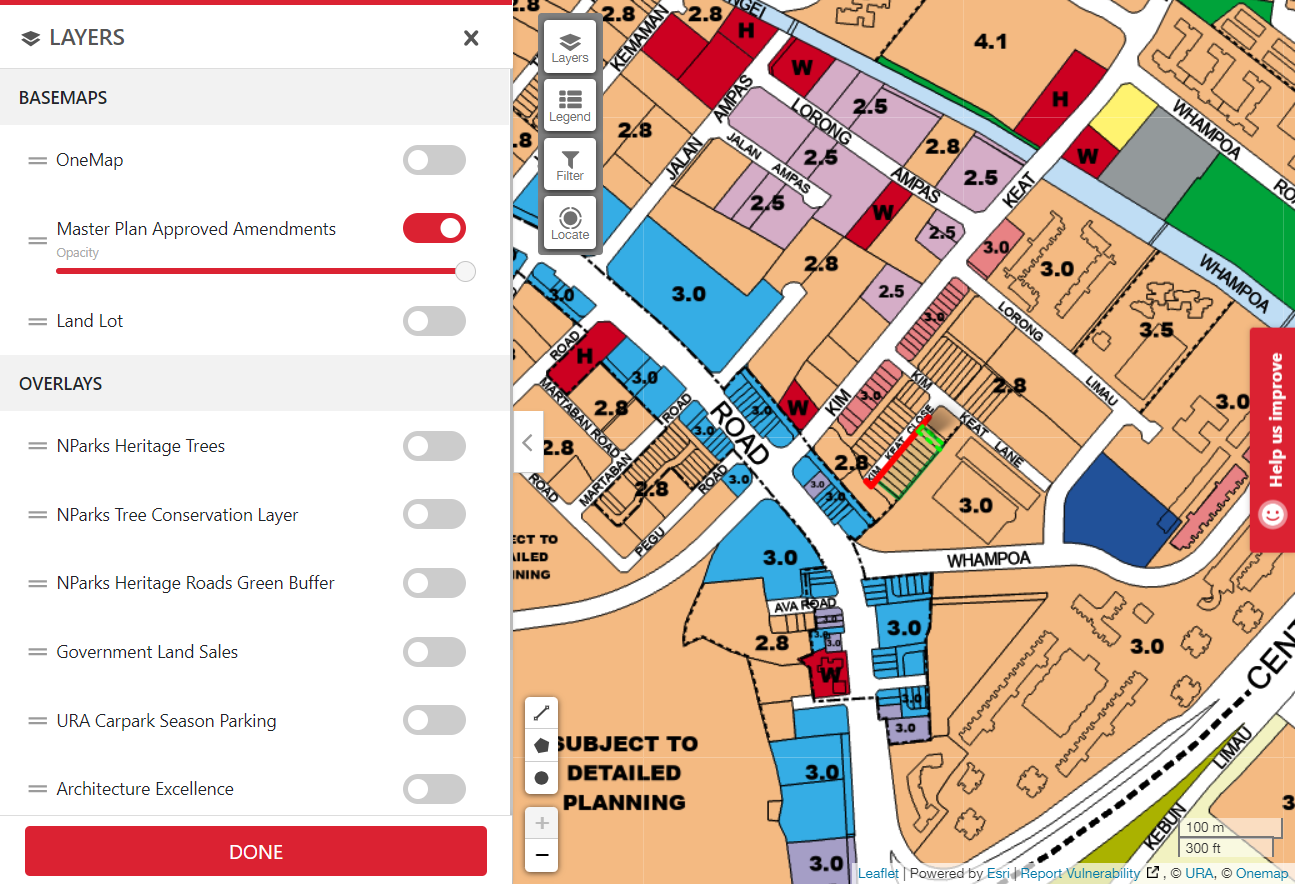 LAYERS
BASEMAPS
OneMap
Master Plan Approved Amendments
Opacity
Land Lot
OVERLAYS
NParks Heritage Trees
NParks Tree Conservation Layer
NParks Heritage Roads Green Buffer
Government Land Sales
URA Carpark Season Parking
Architecture Excellence
DONE
Layers
Legend
Filter
Locate
2.8
2.8
H
4.1
KEMAMAN
W
H
AMPAS
2.5
LORONG
WHAMPOA
2.8
2.8
W
JALAN
JALAN
AMPAS
2.5
AMPAS
2.5
KEAT
2.5
W
2.5
3.0
3.0
WHAMPOA
2.8
3.0
3.0
2.5
3.0
LORONG
3.5
ROAD
H
3.0
KIM
2.8
LIMAU
3.0
MARTABAN ROAD
2.8
ROAD
3.0
W
KIM
3.0
3.0
ROAD
KEAT
LANE
2.8
MARTABAN
ROAD
2.8
KIM
KEAT
CLOSE
2.8
ROAD
3.0
3.0
3.0
3.0
PEGU
WHAMPOA
3.0
AVA ROAD
3.0
3.0
3.0
3.0
2.8
3.0
W
3.0
3.0
CENT
SUBJECT TO
DETAILED
PLANNING
3.0
3.0
LIMAU
KEBUN
Help us improve
100 m
300 ft
Leaflet | Powered by Esri | Report Vulnerability , © URA, © Onemap